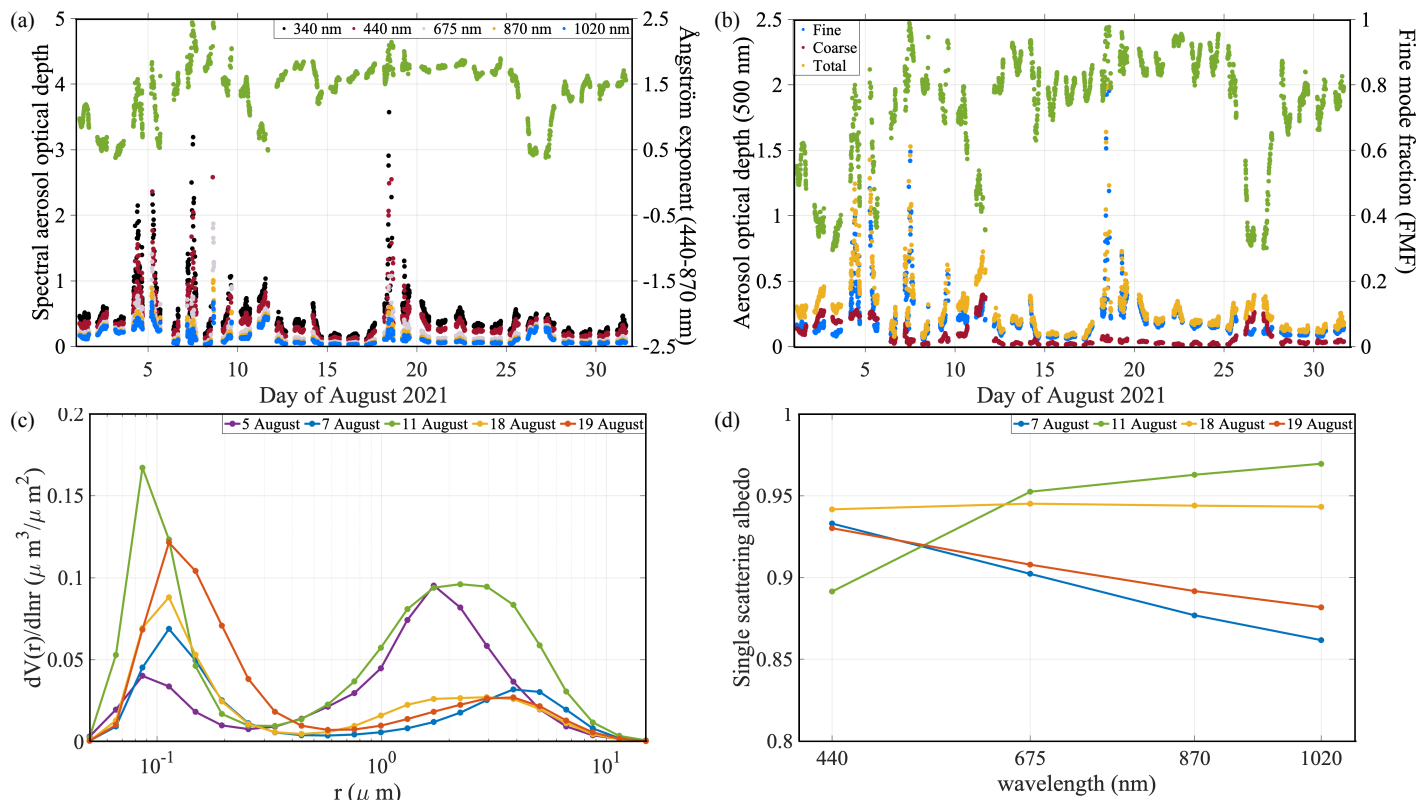 (a)
340 nm 440 nm 675 nm 870 nm 1020 nm
Spectral aerosol optical depth
5
4
3
2
1
0
2.5
1.5
0.5
-0.5
-1.5
-2.5
Ångström exponent (440-870 nm)
5 10 15 20 25 30
Day of August 2021
(b)
Fine
Coarse
Total
Aerosol optical depth (500 nm)
2.5
2
1.5
1
0.5
0
1
0.8
0.6
0.4
0.2
0
Fine mode fraction (FMF)
5 10 15 20 25 30
Day of August 2021
(c)
5 August 7 August 11 August 18 August 19 August
dV(r)/dlnr (μ m³/μ m²)
0.2
0.15
0.1
0.05
0
10⁻¹ 10⁰ 10¹
r (μ m)
(d)
7 August 11 August 18 August 19 August
Single scattering albedo
1
0.95
0.9
0.85
0.8
440 675 870 1020
wavelength (nm)